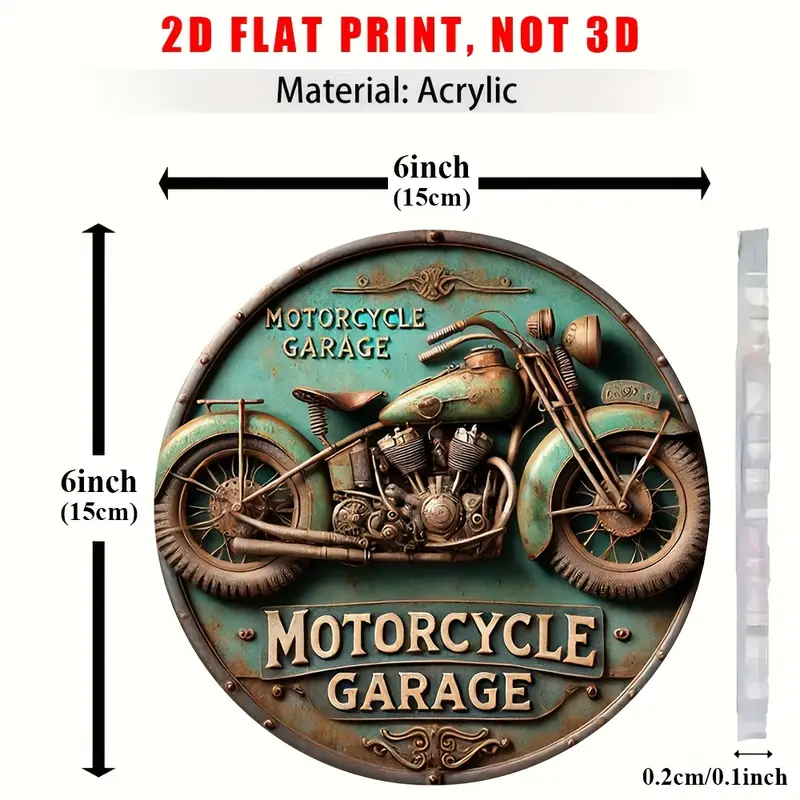 2D FLAT PRINT, NOT 3D
Material: Acrylic
6inch
(15cm)
6inch
(15cm)
MOTORCYCLE
GARAGE
MOTORCYCLE
GARAGE
0.2cm/0.1inch